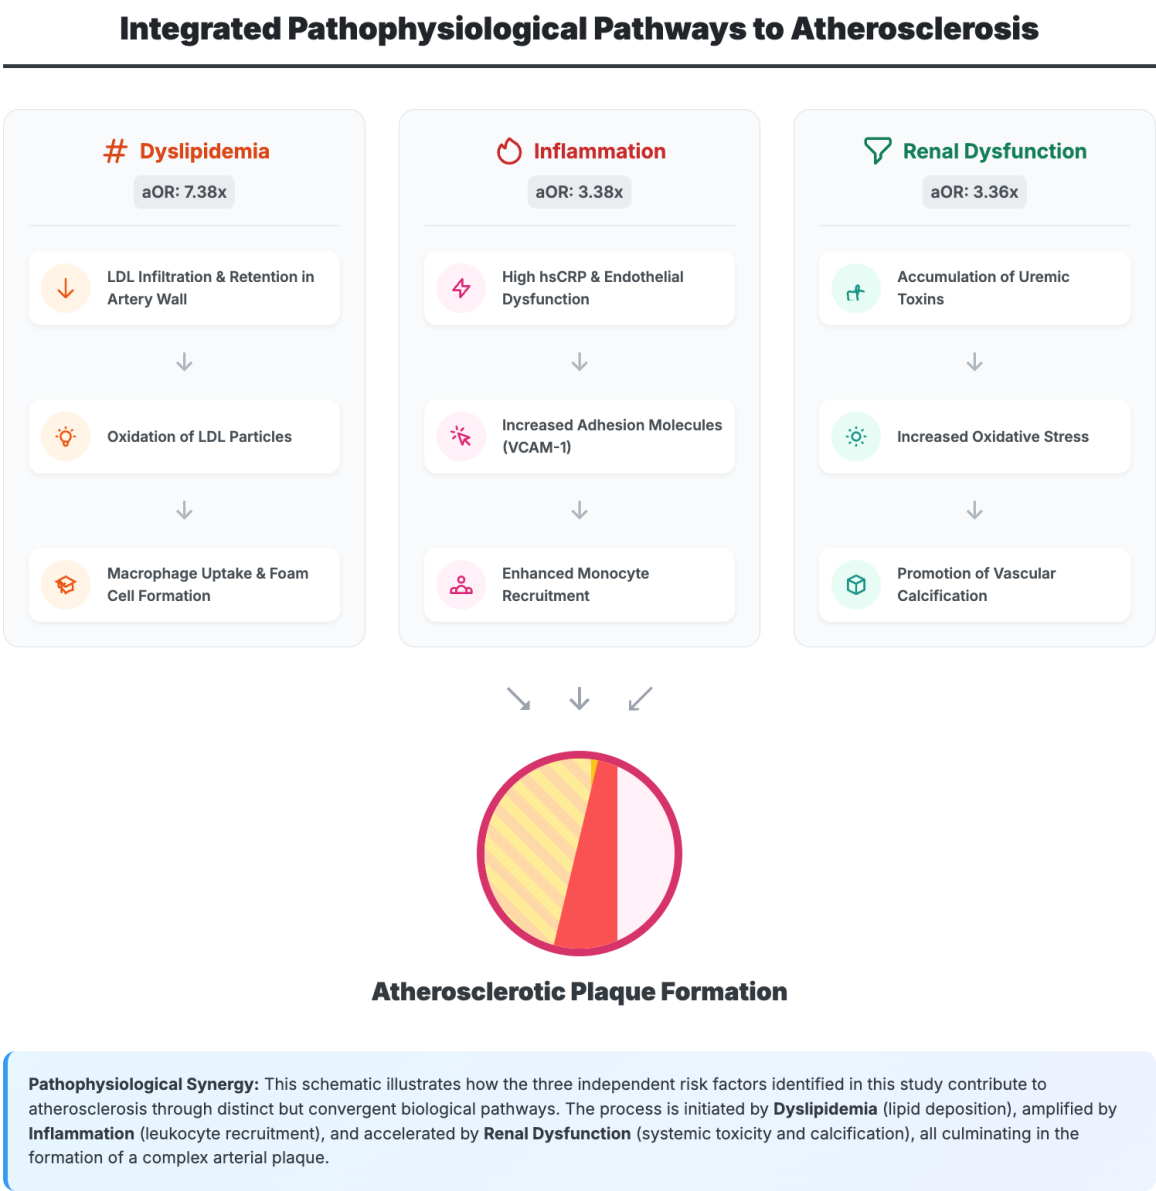 Integrated Pathophysiological Pathways to Atherosclerosis
Dyslipidemia
aOR: 7.38x
LDL Infiltration & Retention in
Artery Wall
Oxidation of LDL Particles
Macrophage Uptake & Foam
Cell Formation
Inflammation
aOR: 3.38x
High hsCRP & Endothelial
Dysfunction
Increased Adhesion Molecules
(VCAM-1)
Enhanced Monocyte
Recruitment
Renal Dysfunction
aOR: 3.36x
Accumulation of Uremic
Toxins
Increased Oxidative Stress
Promotion of Vascular
Calcification
Atherosclerotic Plaque Formation
Pathophysiological Synergy: This schematic illustrates how the three independent risk factors identified in this study contribute to
atherosclerosis through distinct but convergent biological pathways. The process is initiated by Dyslipidemia (lipid deposition), amplified by
Inflammation (leukocyte recruitment), and accelerated by Renal Dysfunction (systemic toxicity and calcification), all culminating in the
formation of a complex arterial plaque.